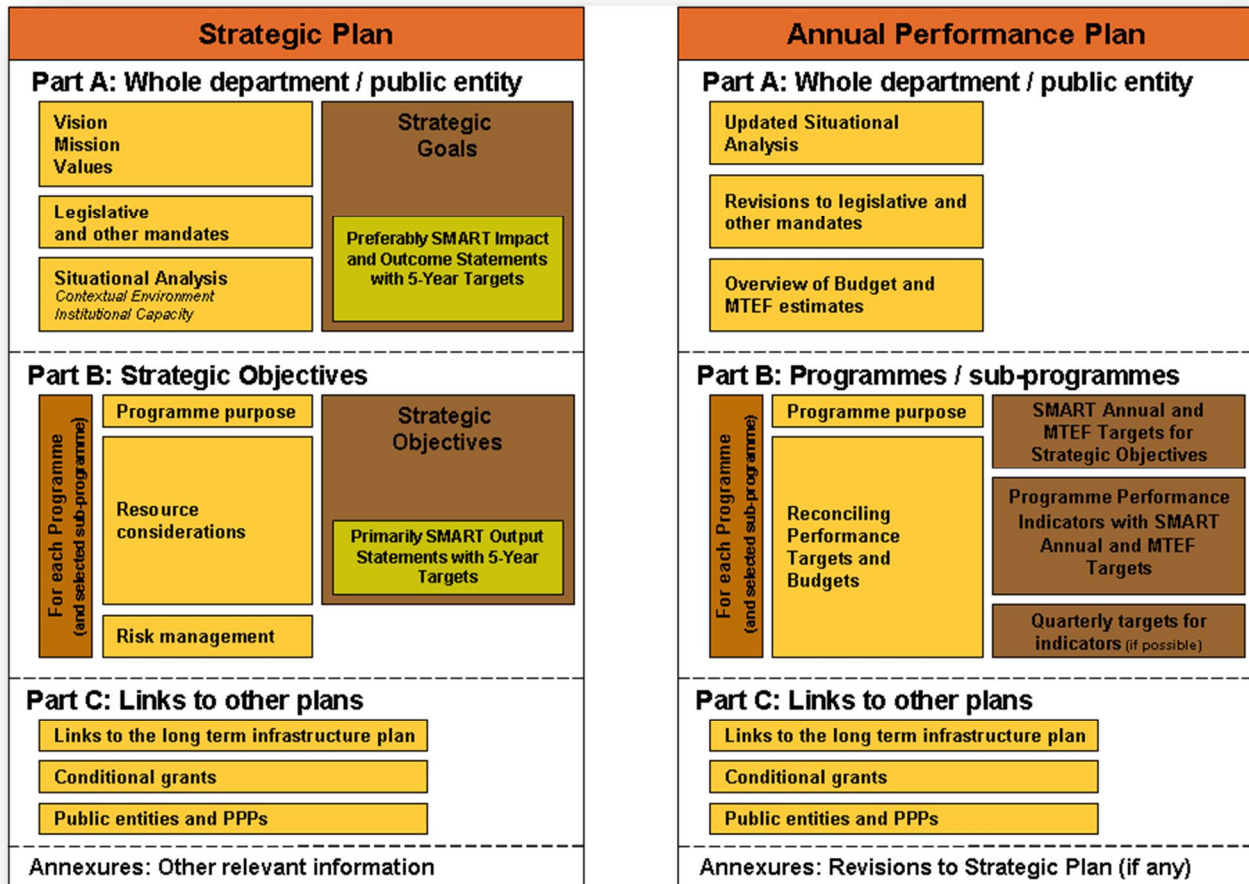 Strategic Plan
Part A: Whole department / public entity
Vision
Mission
Values
Legislative
and other mandates
Situational Analysis
Contextual Environment
Institutional Capacity
Strategic
Goals
Preferably SMART Impact
and Outcome Statements
with 5-Year Targets
Part B: Strategic Objectives
For each Programme
(and selected sub-programme)
Programme purpose
Resource
considerations
Risk management
Strategic
Objectives
Primarily SMART Output
Statements with 5-Year
Targets
Part C: Links to other plans
Links to the long term infrastructure plan
Conditional grants
Public entities and PPPs
Annexures: Other relevant information
Annual Performance Plan
Part A: Whole department / public entity
Updated Situational
Analysis
Revisions to legislative and
other mandates
Overview of Budget and
MTEF estimates
Part B: Programmes / sub-programmes
For each Programme
(and selected sub-programme)
Programme purpose
Reconciling
Performance
Targets and
Budgets
SMART Annual and
MTEF Targets for
Strategic Objectives
Programme Performance
Indicators with SMART
Annual and MTEF
Targets
Quarterly targets for
indicators (if possible)
Part C: Links to other plans
Links to the long term infrastructure plan
Conditional grants
Public entities and PPPs
Annexures: Revisions to Strategic Plan (if any)